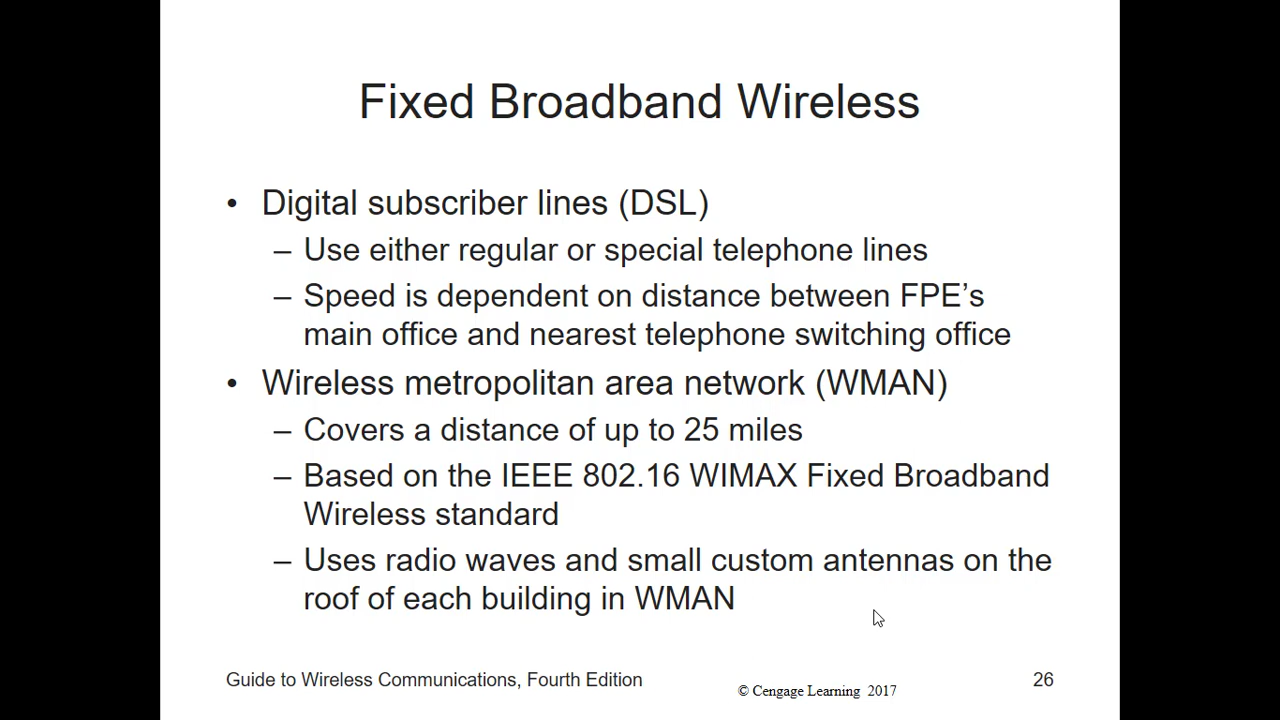 Fixed Broadband Wireless
• Digital subscriber lines (DSL)
– Use either regular or special telephone lines
– Speed is dependent on distance between FPE’s
main office and nearest telephone switching office
• Wireless metropolitan area network (WMAN)
– Covers a distance of up to 25 miles
– Based on the IEEE 802.16 WIMAX Fixed Broadband
Wireless standard
– Uses radio waves and small custom antennas on the
roof of each building in WMAN
Guide to Wireless Communications, Fourth Edition
© Cengage Learning 2017
26